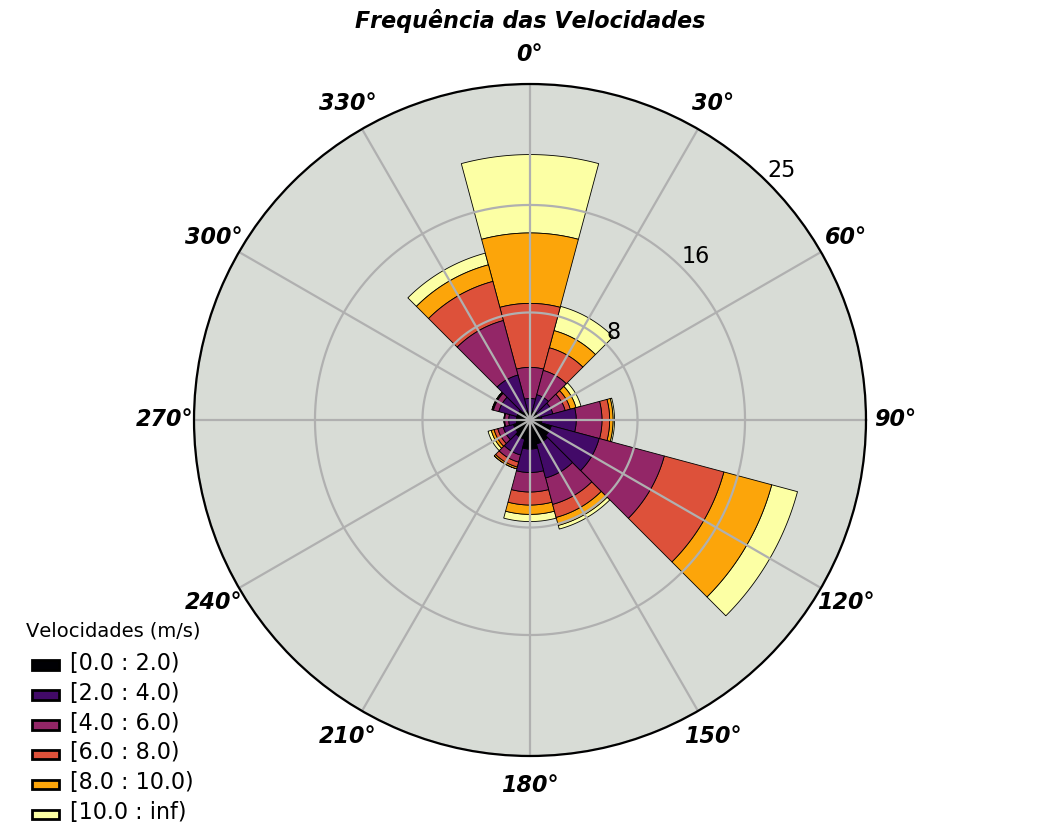 Frequência das Velocidades
0°
330°
30°
25
300°
60°
16
8
270°
90°
240°
120°
210°
150°
180°
Velocidades (m/s)
[0.0 : 2.0)
[2.0 : 4.0)
[4.0 : 6.0)
[6.0 : 8.0)
[8.0 : 10.0)
[10.0 : inf)